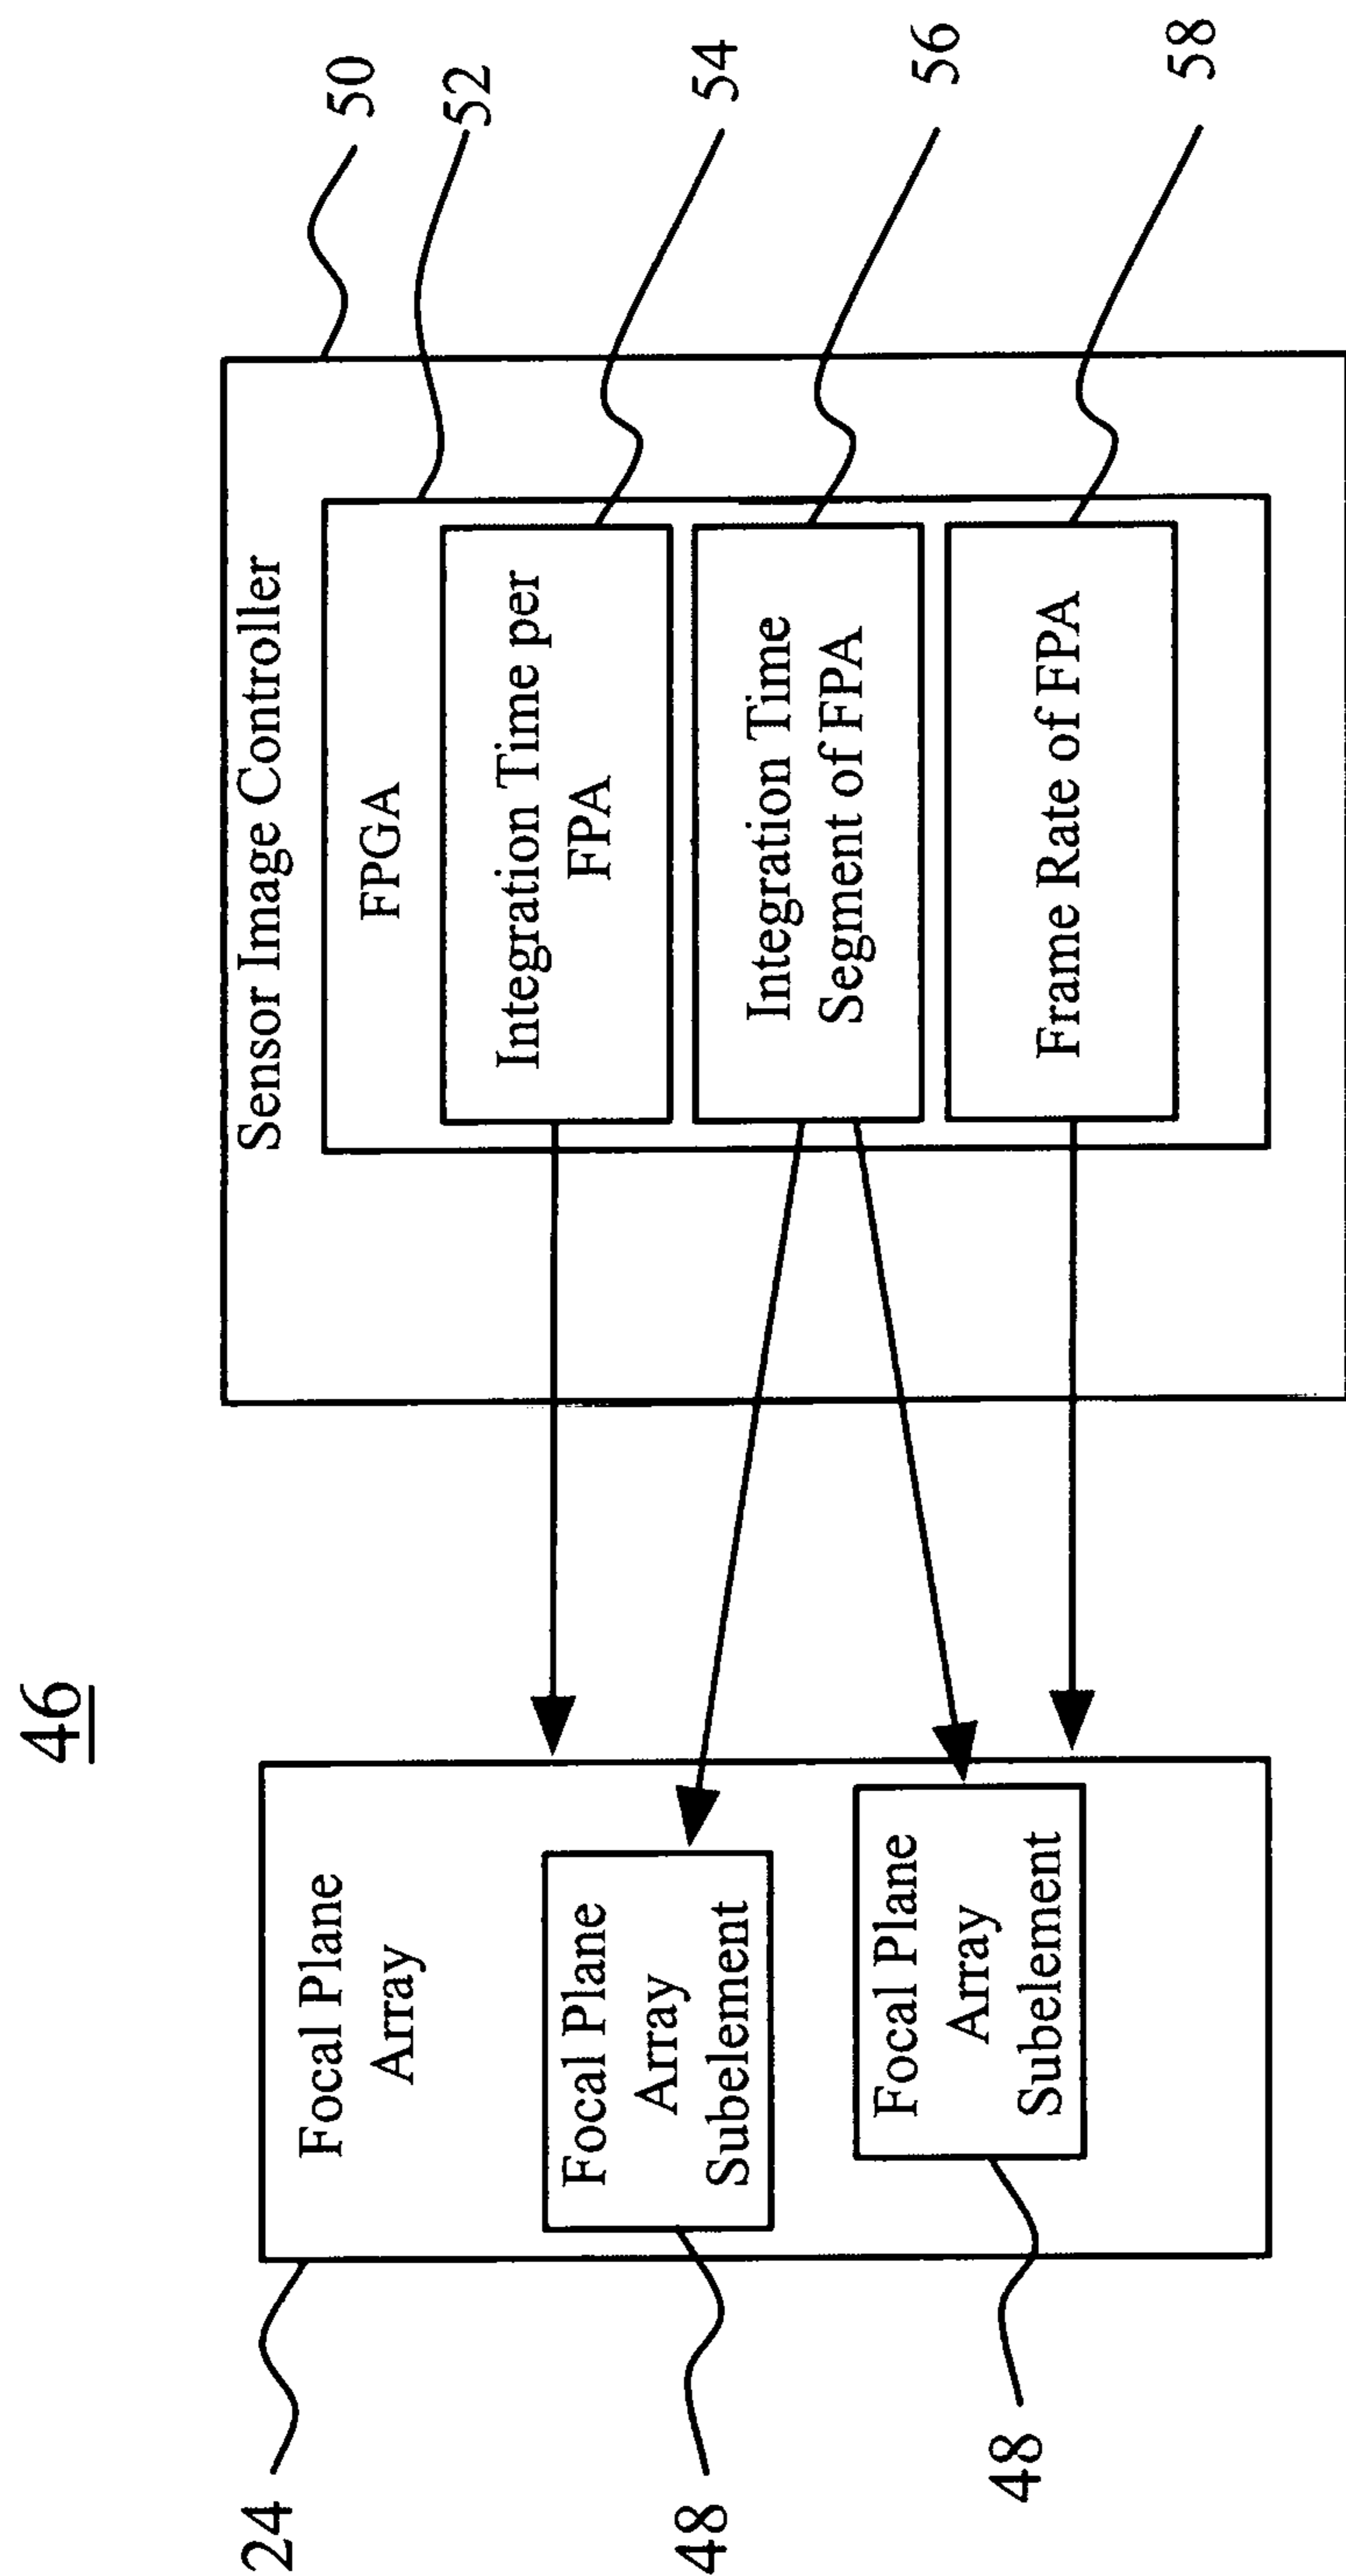 46
Focal Plane
Array
Focal Plane
Array
Subelement
Focal Plane
Array
Subelement
24
48
48
Sensor Image Controller
FPGA
Integration Time per
FPA
Integration Time
Segment of FPA
Frame Rate of FPA
50
52
54
56
58